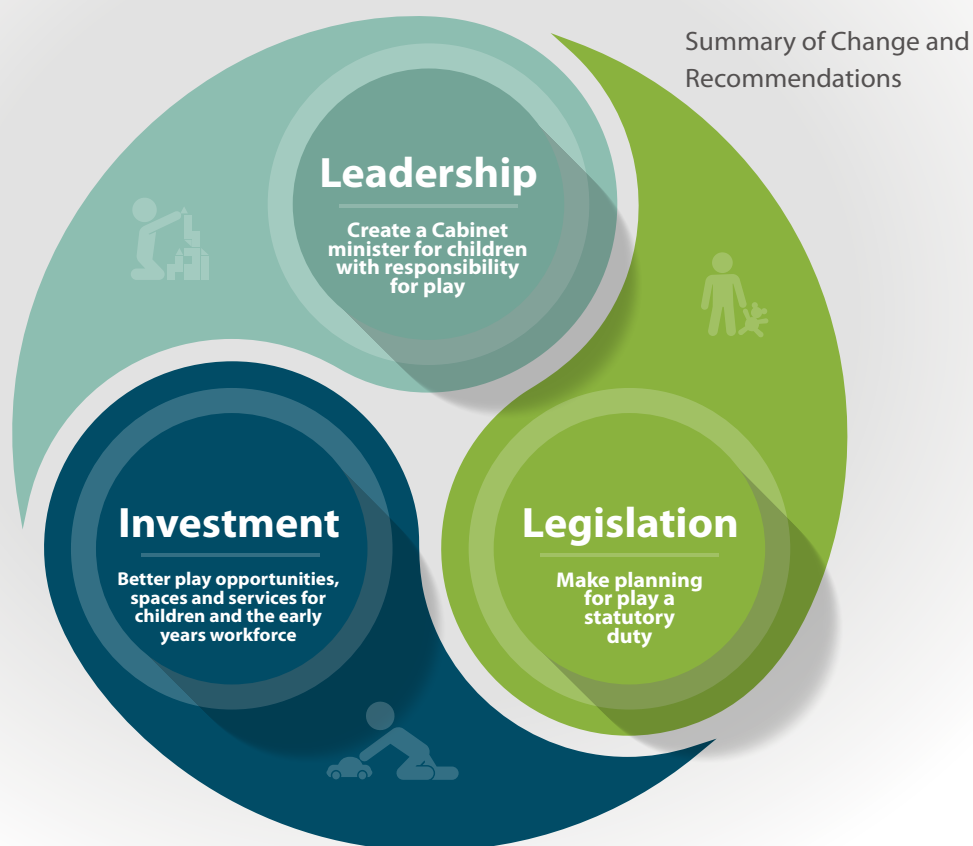 Summary of Change and
Recommendations
Leadership
Create a Cabinet
minister for children
with responsibility
for play
Investment
Better play opportunities,
spaces and services for
children and the early
years workforce
Legislation
Make planning
for play a
statutory
duty